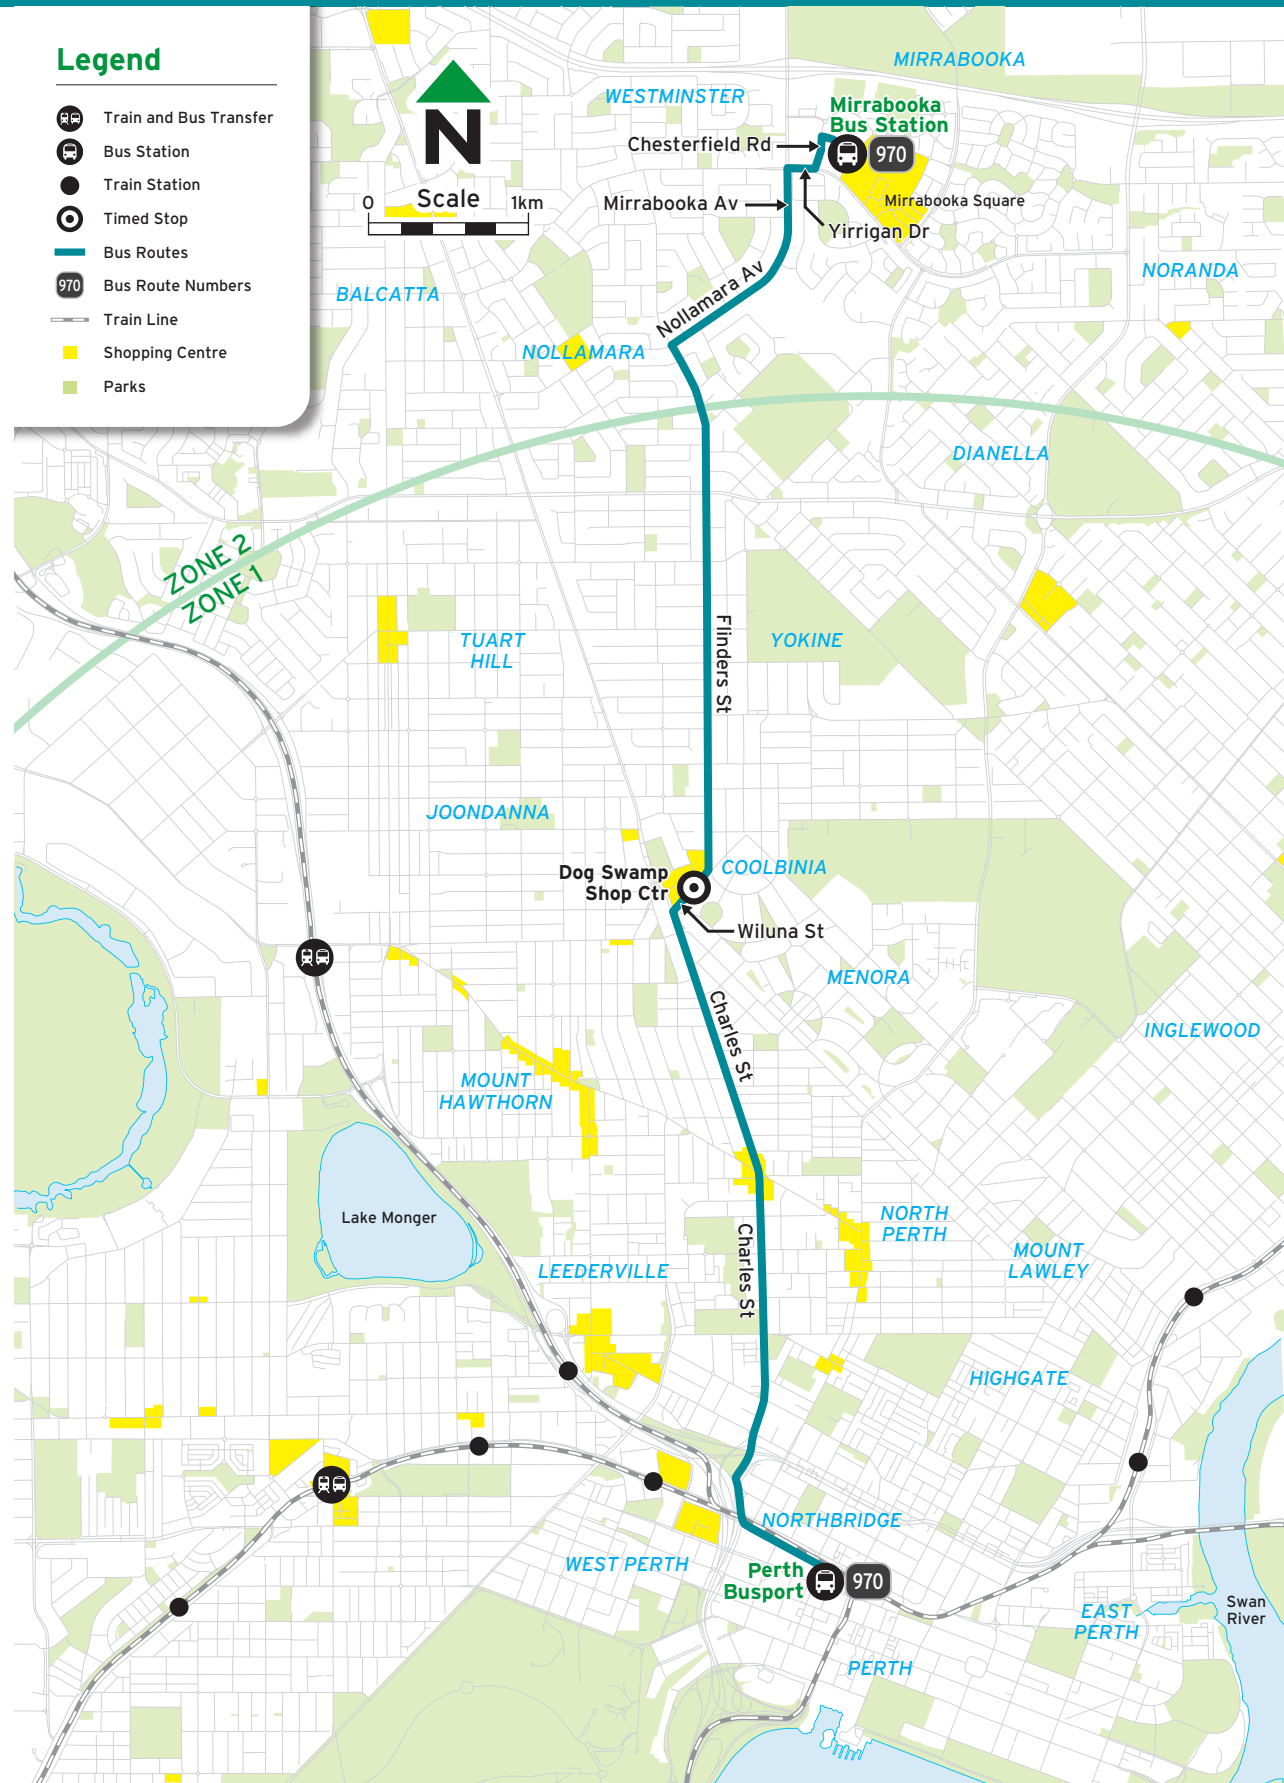 Legend
Train and Bus Transfer
Bus Station
Train Station
Timed Stop
Bus Routes
970
Bus Route Numbers
Train Line
Shopping Centre
Parks
N
Scale
0
1km
MIRRABOOKA
WESTMINSTER
Mirrabooka
Bus Station
970
Chesterfield Rd
Mirrabooka Av
Mirrabooka Square
Yirrigan Dr
NORANDA
Nollamara Av
BALCATTA
NOLLAMARA
DIANELLA
ZONE 2
ZONE 1
TUART
HILL
Flinders St
YOKINE
JOONDANNA
Dog Swamp
Shop Ctr
COOLBINIA
Wiluna St
MENORA
Charles St
INGLEWOOD
MOUNT
HAWTHORN
Lake Monger
NORTH
PERTH
MOUNT
LAWLEY
Charles St
LEEDERVILLE
HIGHGATE
NORTHBRIDGE
WEST PERTH
Perth
Busport
970
EAST
PERTH
Swan
River
PERTH